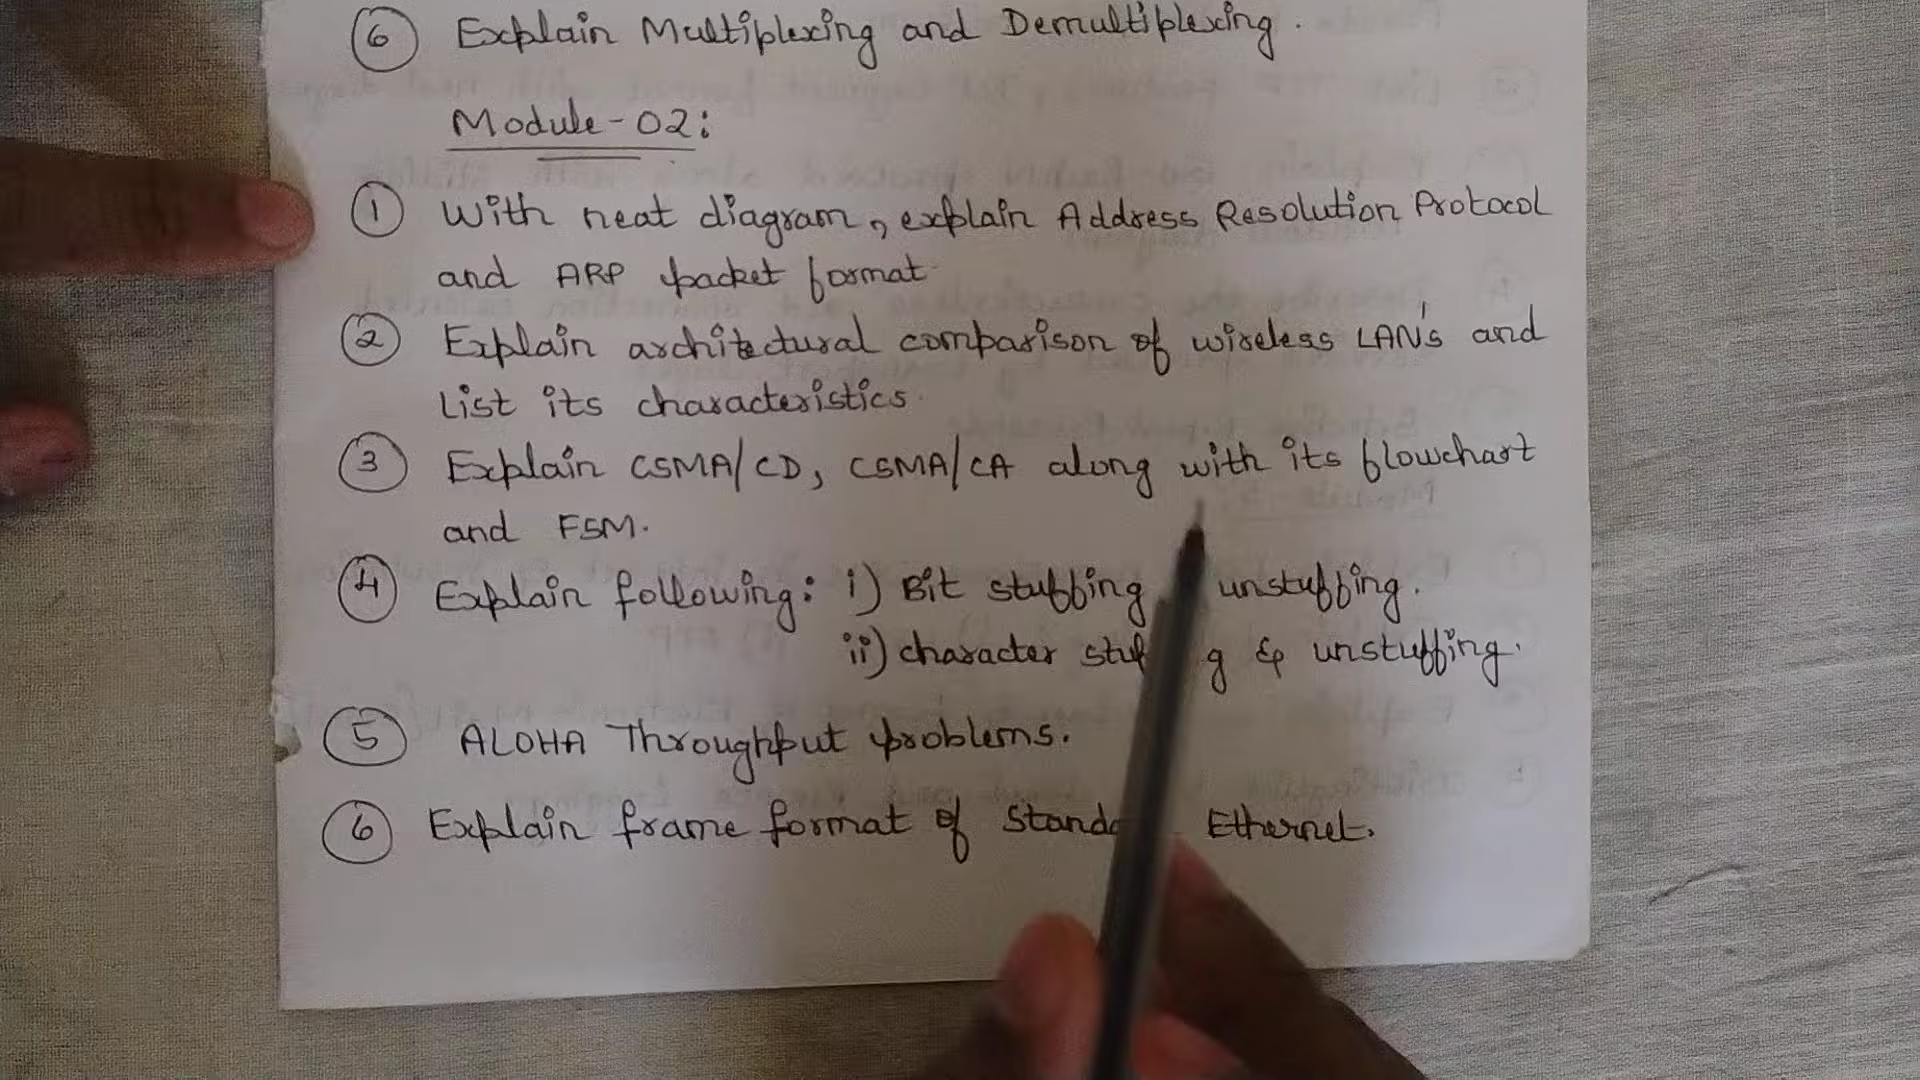 6 Explain Multiplexing and Demultiplexing.
Module-02:
1 With neat diagram, explain Address Resolution Protocol
and ARP packet format
2 Explain architectural comparison of wireless LAN's and
List its characteristics.
3 Explain CSMA/CD, CSMA/CA along with its flowchart
and FSM.
4 Explain following: i) Bit stuffing unstuffing.
ii) character & unstuffing.
5 ALOHA Throughput problems.
6 Explain frame format of Ethernet.